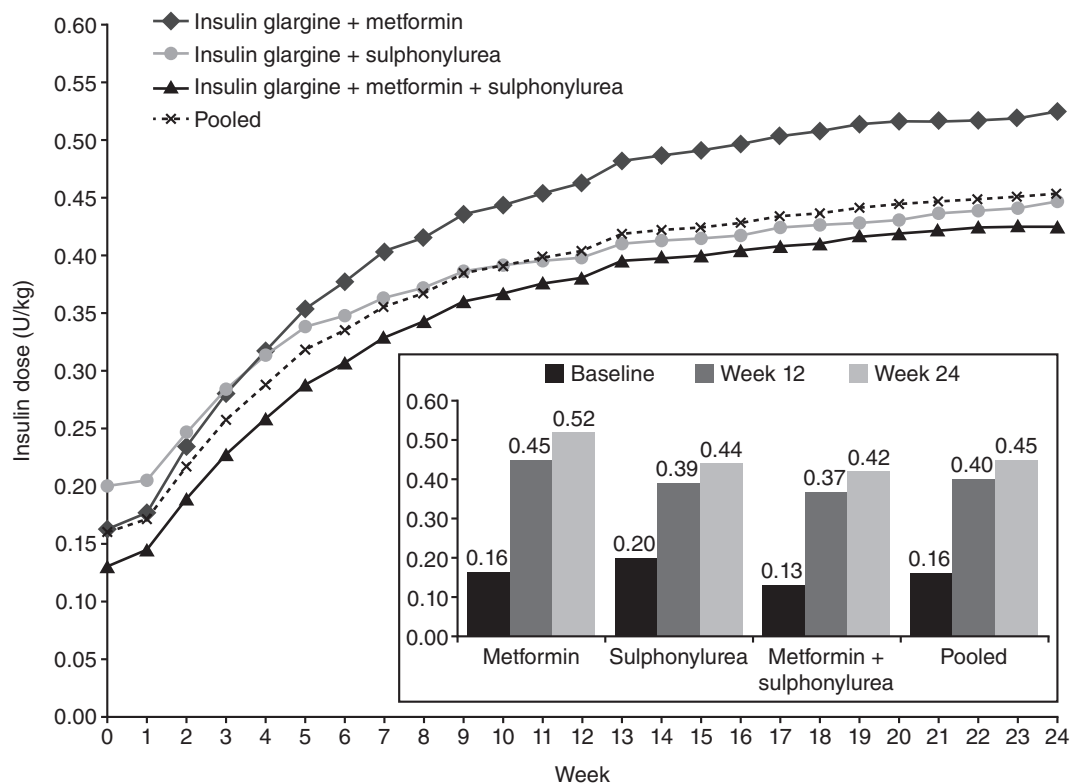 Insulin glargine + metformin
Insulin glargine + sulphonylurea
Insulin glargine + metformin + sulphonylurea
Pooled
Insulin dose (U/kg)
0.60
0.55
0.50
0.45
0.40
0.35
0.30
0.25
0.20
0.15
0.10
0.05
0.00
Baseline Week 12 Week 24
0.60
0.50
0.40
0.30
0.20
0.10
0.00
0.16 0.45 0.52
0.20 0.39 0.44
0.13 0.37 0.42
0.16 0.40 0.45
Metformin Sulphonylurea Metformin + Pooled
sulphonylurea
0 1 2 3 4 5 6 7 8 9 10 11 12 13 14 15 16 17 18 19 20 21 22 23 24
Week